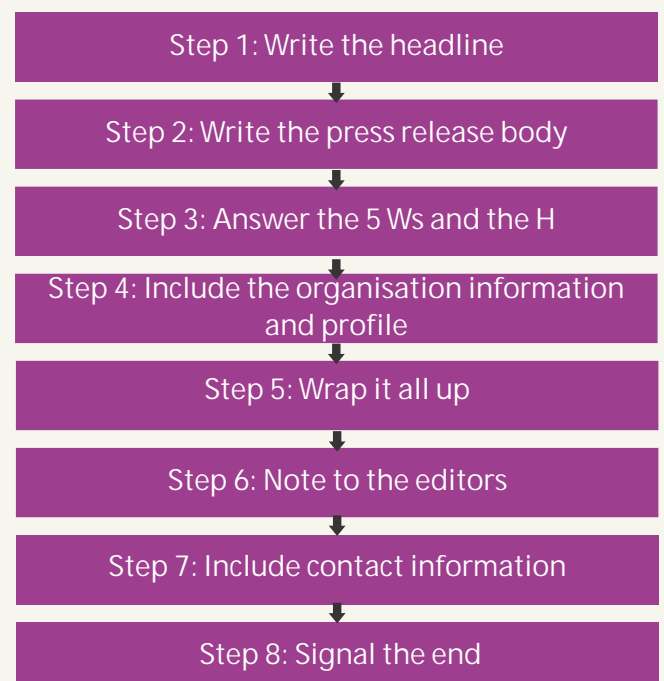 Step 1: Write the headline
Step 2: Write the press release body
Step 3: Answer the 5 Ws and the H
Step 4: Include the organisation information
and profile
Step 5: Wrap it all up
Step 6: Note to the editors
Step 7: Include contact information
Step 8: Signal the end